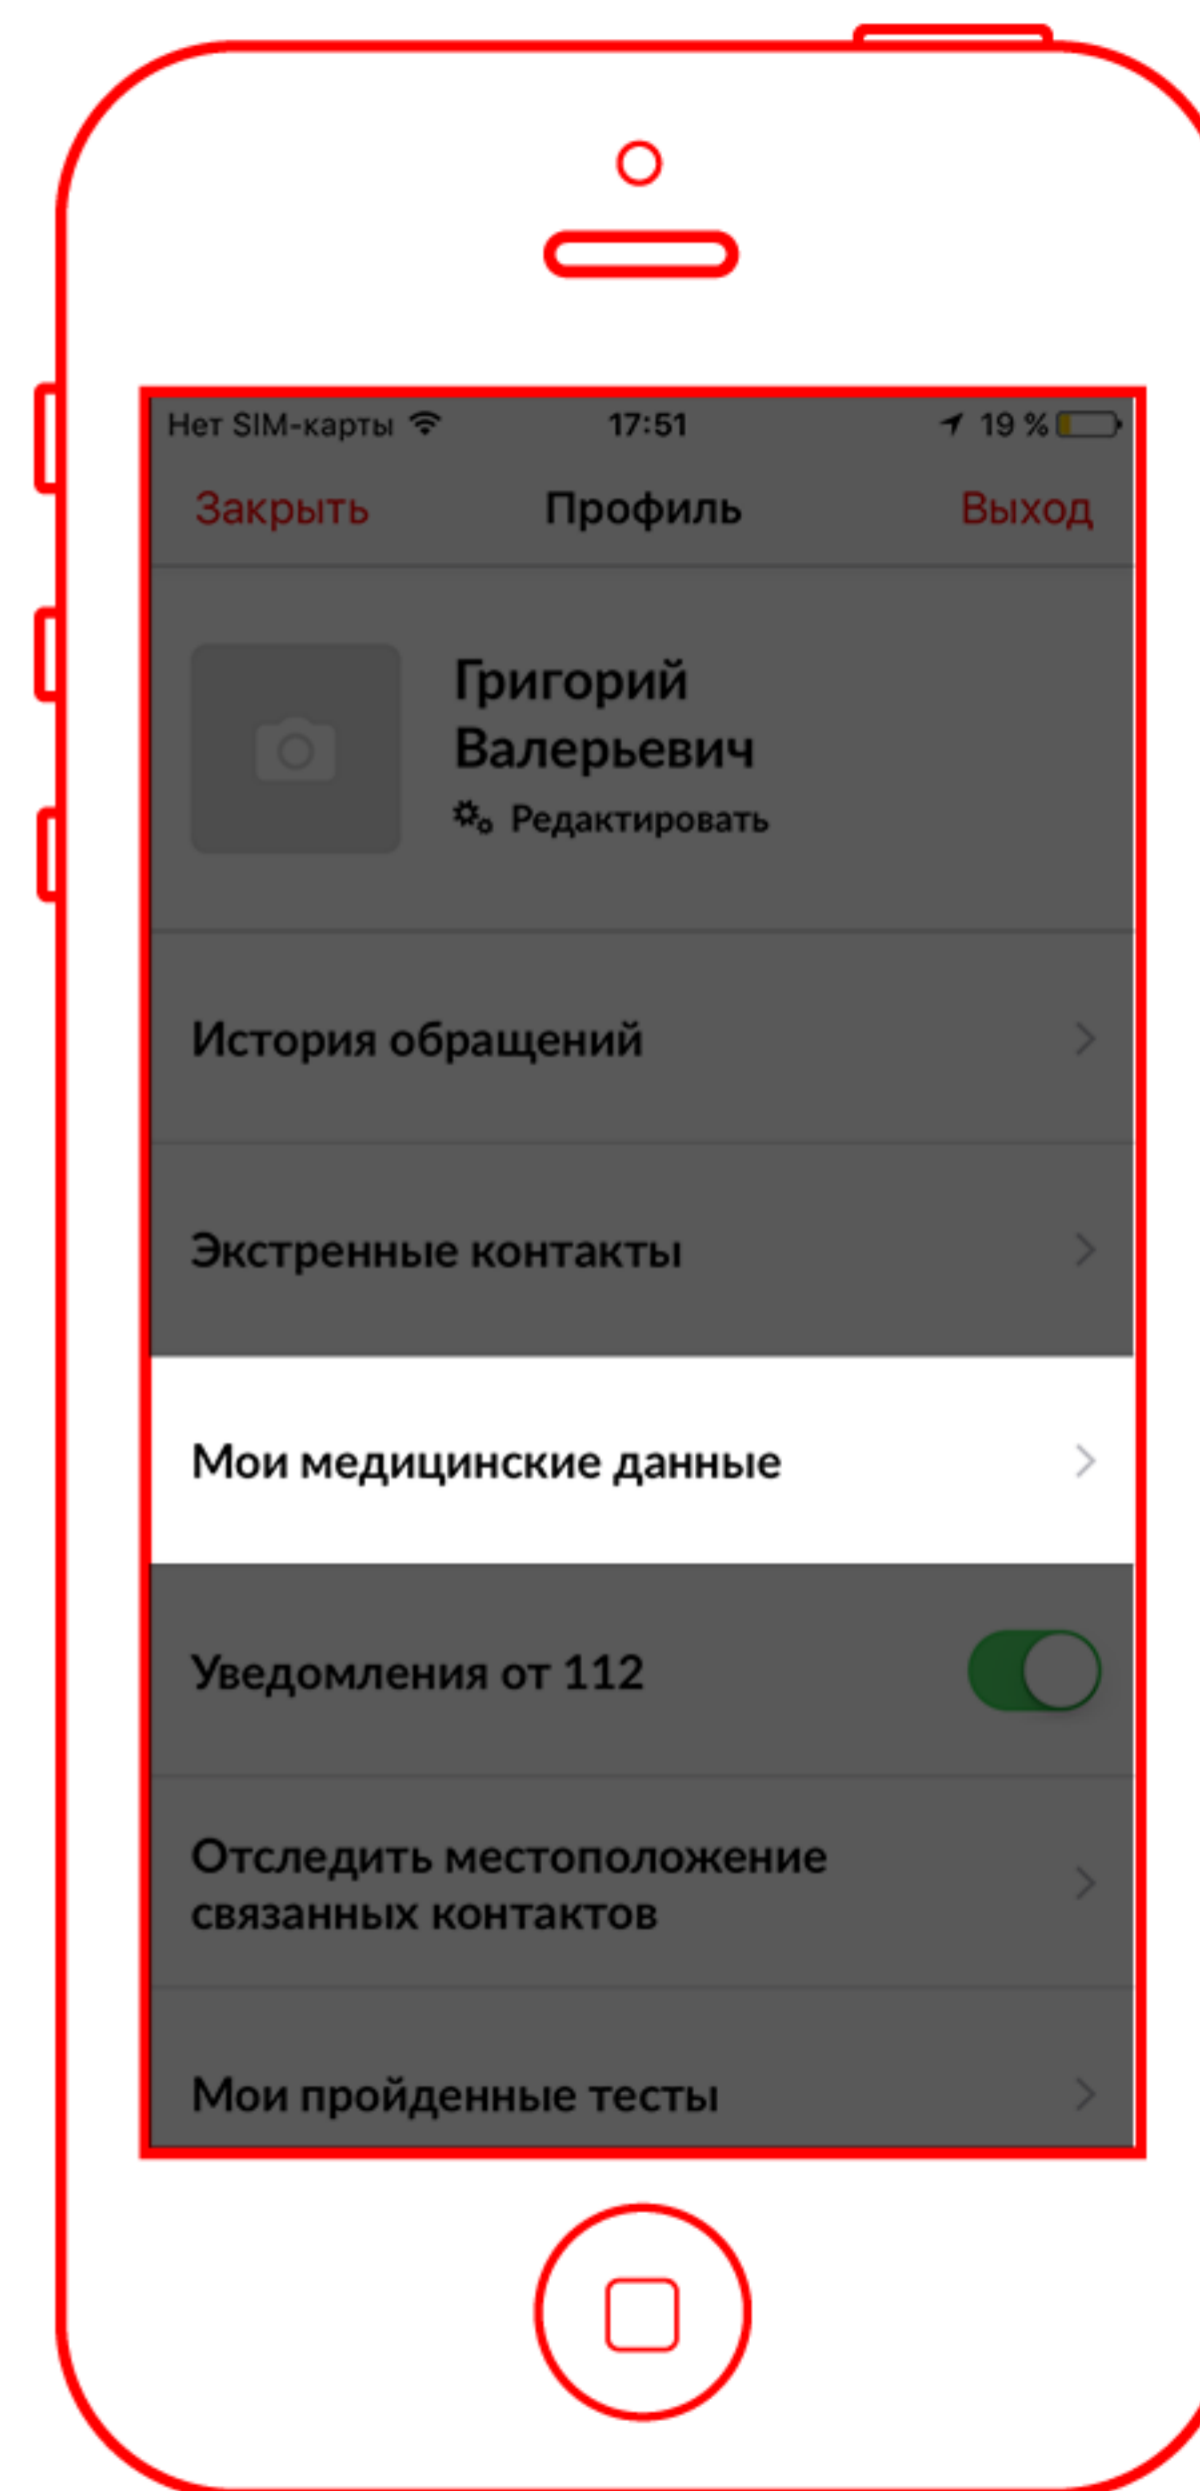 Нет SIM-карты 17:51 19 %
Закрыть Профиль Выход
Григорий
Валерьевич
Редактировать
История обращений
Экстренные контакты
Мои медицинские данные
Уведомления от 112
Отследить местоположение
связанных контактов
Мои пройденные тесты